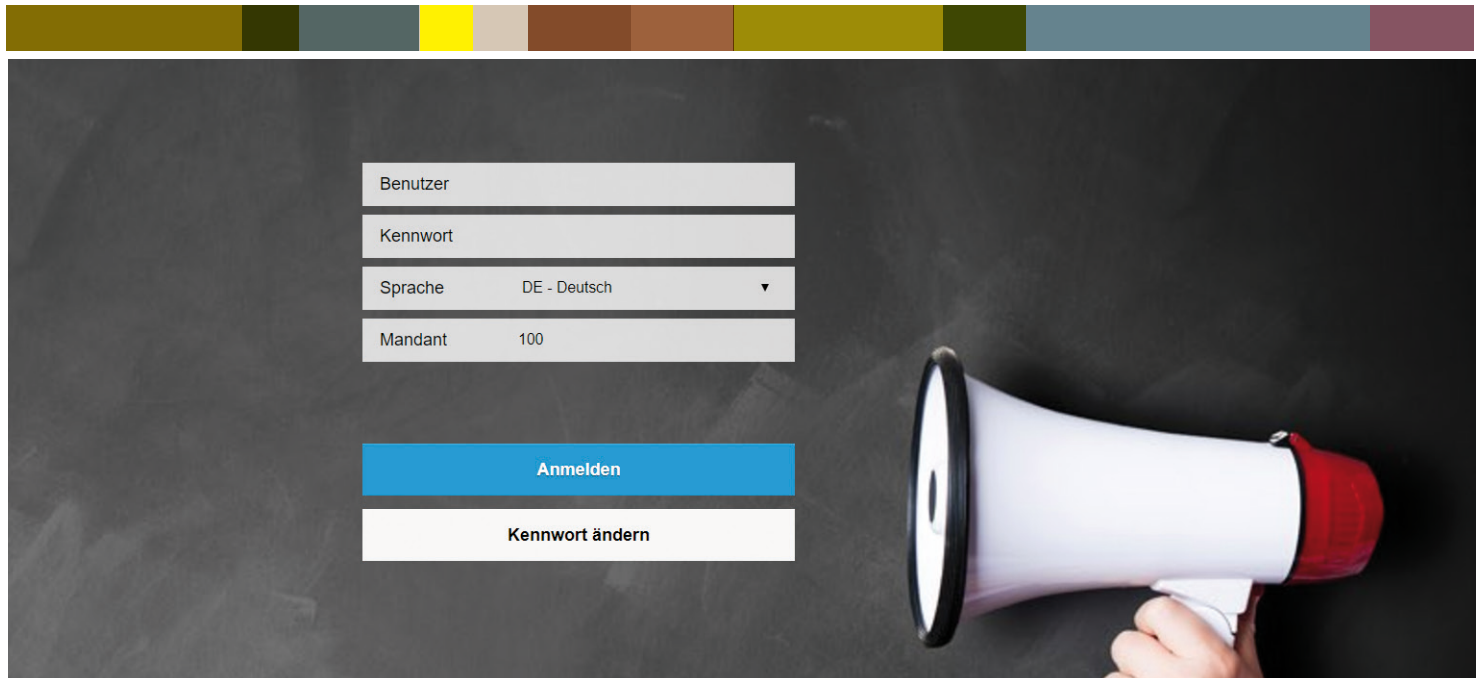 Benutzer
Kennwort
Sprache DE - Deutsch
Mandant 100
Anmelden
Kennwort ändern